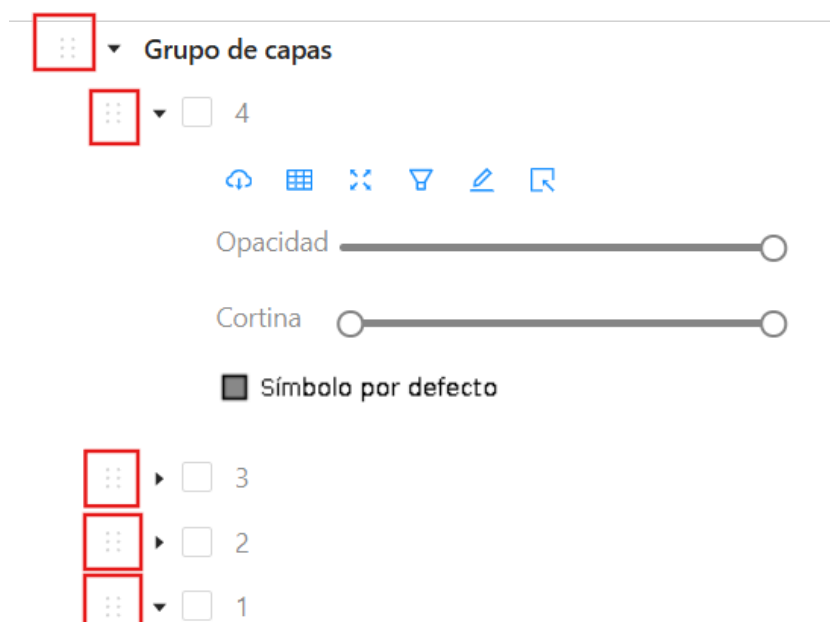 Grupo de capas
4
Opacidad
Cortina
Símbolo por defecto
3
2
1